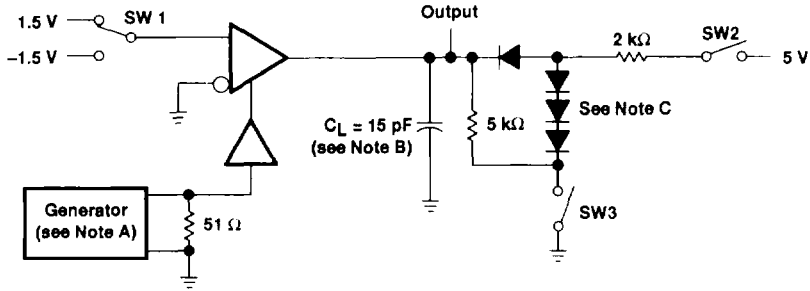 Output
1.5 V
SW 1
–1.5 V
2 kΩ
SW2
5 V
See Note C
CL = 15 pF
(see Note B)
5 kΩ
Generator
(see Note A)
51 Ω
SW3